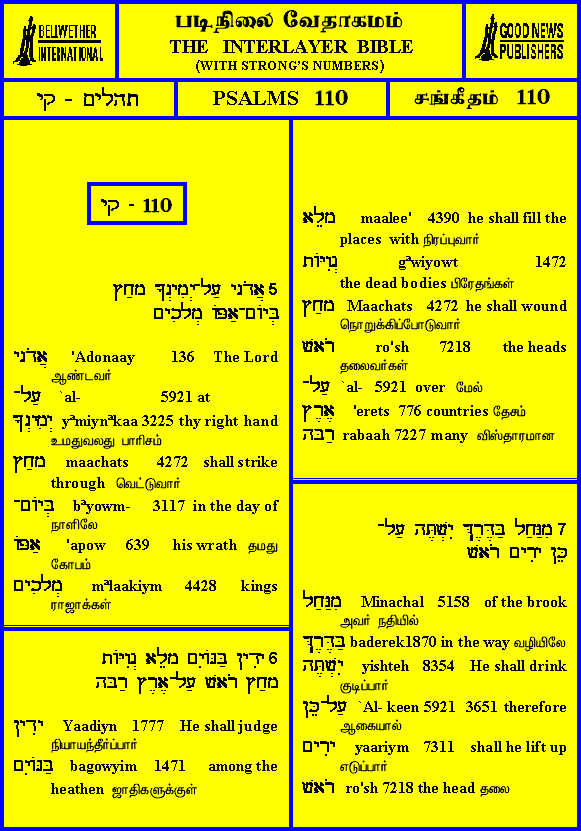 BELLWETHER
INTERNATIONAL
படிநிலை வேதாகமம்
THE INTERLAYER BIBLE
(WITH STRONG'S NUMBERS)
GOOD NEWS
PUBLISHERS
תהלים - קי
PSALMS 110
சங்கீதம் 110
קי - 110
5 אֲדֹנָי עַל־יְמִינְךָ מָחַץ
בְּיוֹם־אַפּוֹ מְלָכִים
אֲדֹנָי 'Adonaay 136 The Lord
ஆண்டவர்
עַל־ `al- 5921 at
יְמִינְךָ yᵃmiynᵃkaa 3225 thy right hand
உமதுவலது பாரிசம்
מָחַץ maachats 4272 shall strike
through வெட்டுவார்
בְּיוֹם־ bᵃyowm- 3117 in the day of
நாளிலே
אַפּוֹ 'apow 639 his wrath தமது
கோபம்
מְלָכִים mᵃlaakiym 4428 kings
ராஜாக்கள்
6 יָדִין בַּגּוֹיִם מָלֵא גְוִיּוֹת
מָחַץ רֹאשׁ עַל־אֶרֶץ רַבָּה
יָדִין Yaadiyn 1777 He shall judge
நியாயந்தீர்ப்பார்
בַּגּוֹיִם bagowyim 1471 among the
heathen ஜாதிகளுக்குள்
מָלֵא maalee' 4390 he shall fill the
places with நிரப்புவார்
גְוִיּוֹת gᵃwiyowt 1472
the dead bodies பிரேதங்கள்
מָחַץ Maachats 4272 he shall wound
நொறுக்கிப்போடுவார்
רֹאשׁ ro'sh 7218 the heads
தலைவர்கள்
עַל־ `al- 5921 over மேல்
אֶרֶץ 'erets 776 countries தேசம்
רַבָּה rabaah 7227 many விஸ்தாரமான
7 מִנַּחַל בַּדֶּרֶךְ יִשְׁתֶּה עַל־
כֵּן יָרִים רֹאשׁ
מִנַּחַל Minachal 5158 of the brook
அவர் நதியில்
בַּדֶּרֶךְ baderek1870 in the way வழியிலே
יִשְׁתֶּה yishteh 8354 He shall drink
குடிப்பார்
עַל־כֵּן `Al- keen 5921 3651 therefore
ஆகையால்
יָרִים yaariym 7311 shall he lift up
எடுப்பார்
רֹאשׁ ro'sh 7218 the head தலை